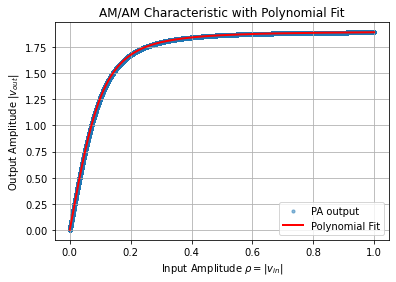 AM/AM Characteristic with Polynomial Fit
Output Amplitude |v_out|
1.75
1.50
1.25
1.00
0.75
0.50
0.25
0.00
PA output
Polynomial Fit
0.0 0.2 0.4 0.6 0.8 1.0
Input Amplitude ρ = |v_in|